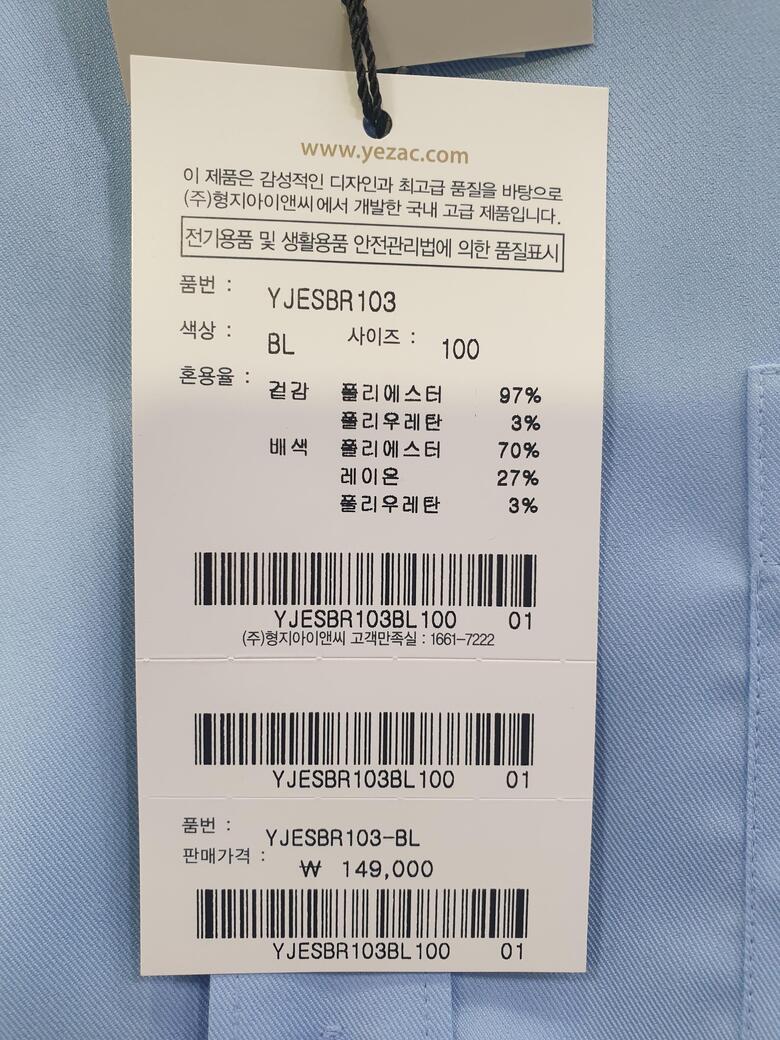 www.yezac.com
이 제품은 감성적인 디자인과 최고급 품질을 바탕으로
(주)형지아이앤씨에서 개발한 국내 고급 제품입니다.
전기용품 및 생활용품 안전관리법에 의한 품질표시
품번 : YJESBR103
색상 : BL 사이즈 : 100
혼용율 : 겉감 폴리에스터 97%
폴리우레탄 3%
배색 폴리에스터 70%
레이온 27%
폴리우레탄 3%
YJESBR103BL100 01
(주)형지아이앤씨 고객만족실 : 1661-7222
YJESBR103BL100 01
품번 : YJESBR103-BL
판매가격 : ₩ 149,000
YJESBR103BL100 01